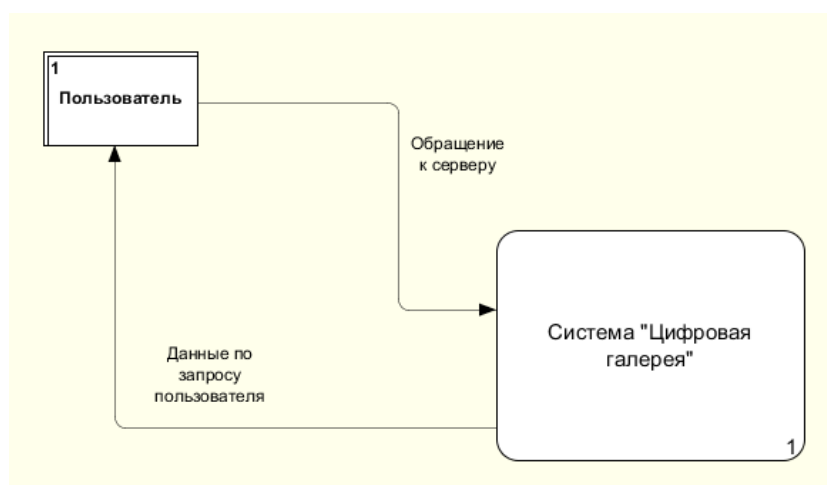 1
Пользователь
Обращение
к серверу
Система "Цифровая
галерея"
1
Данные по
запросу
пользователя